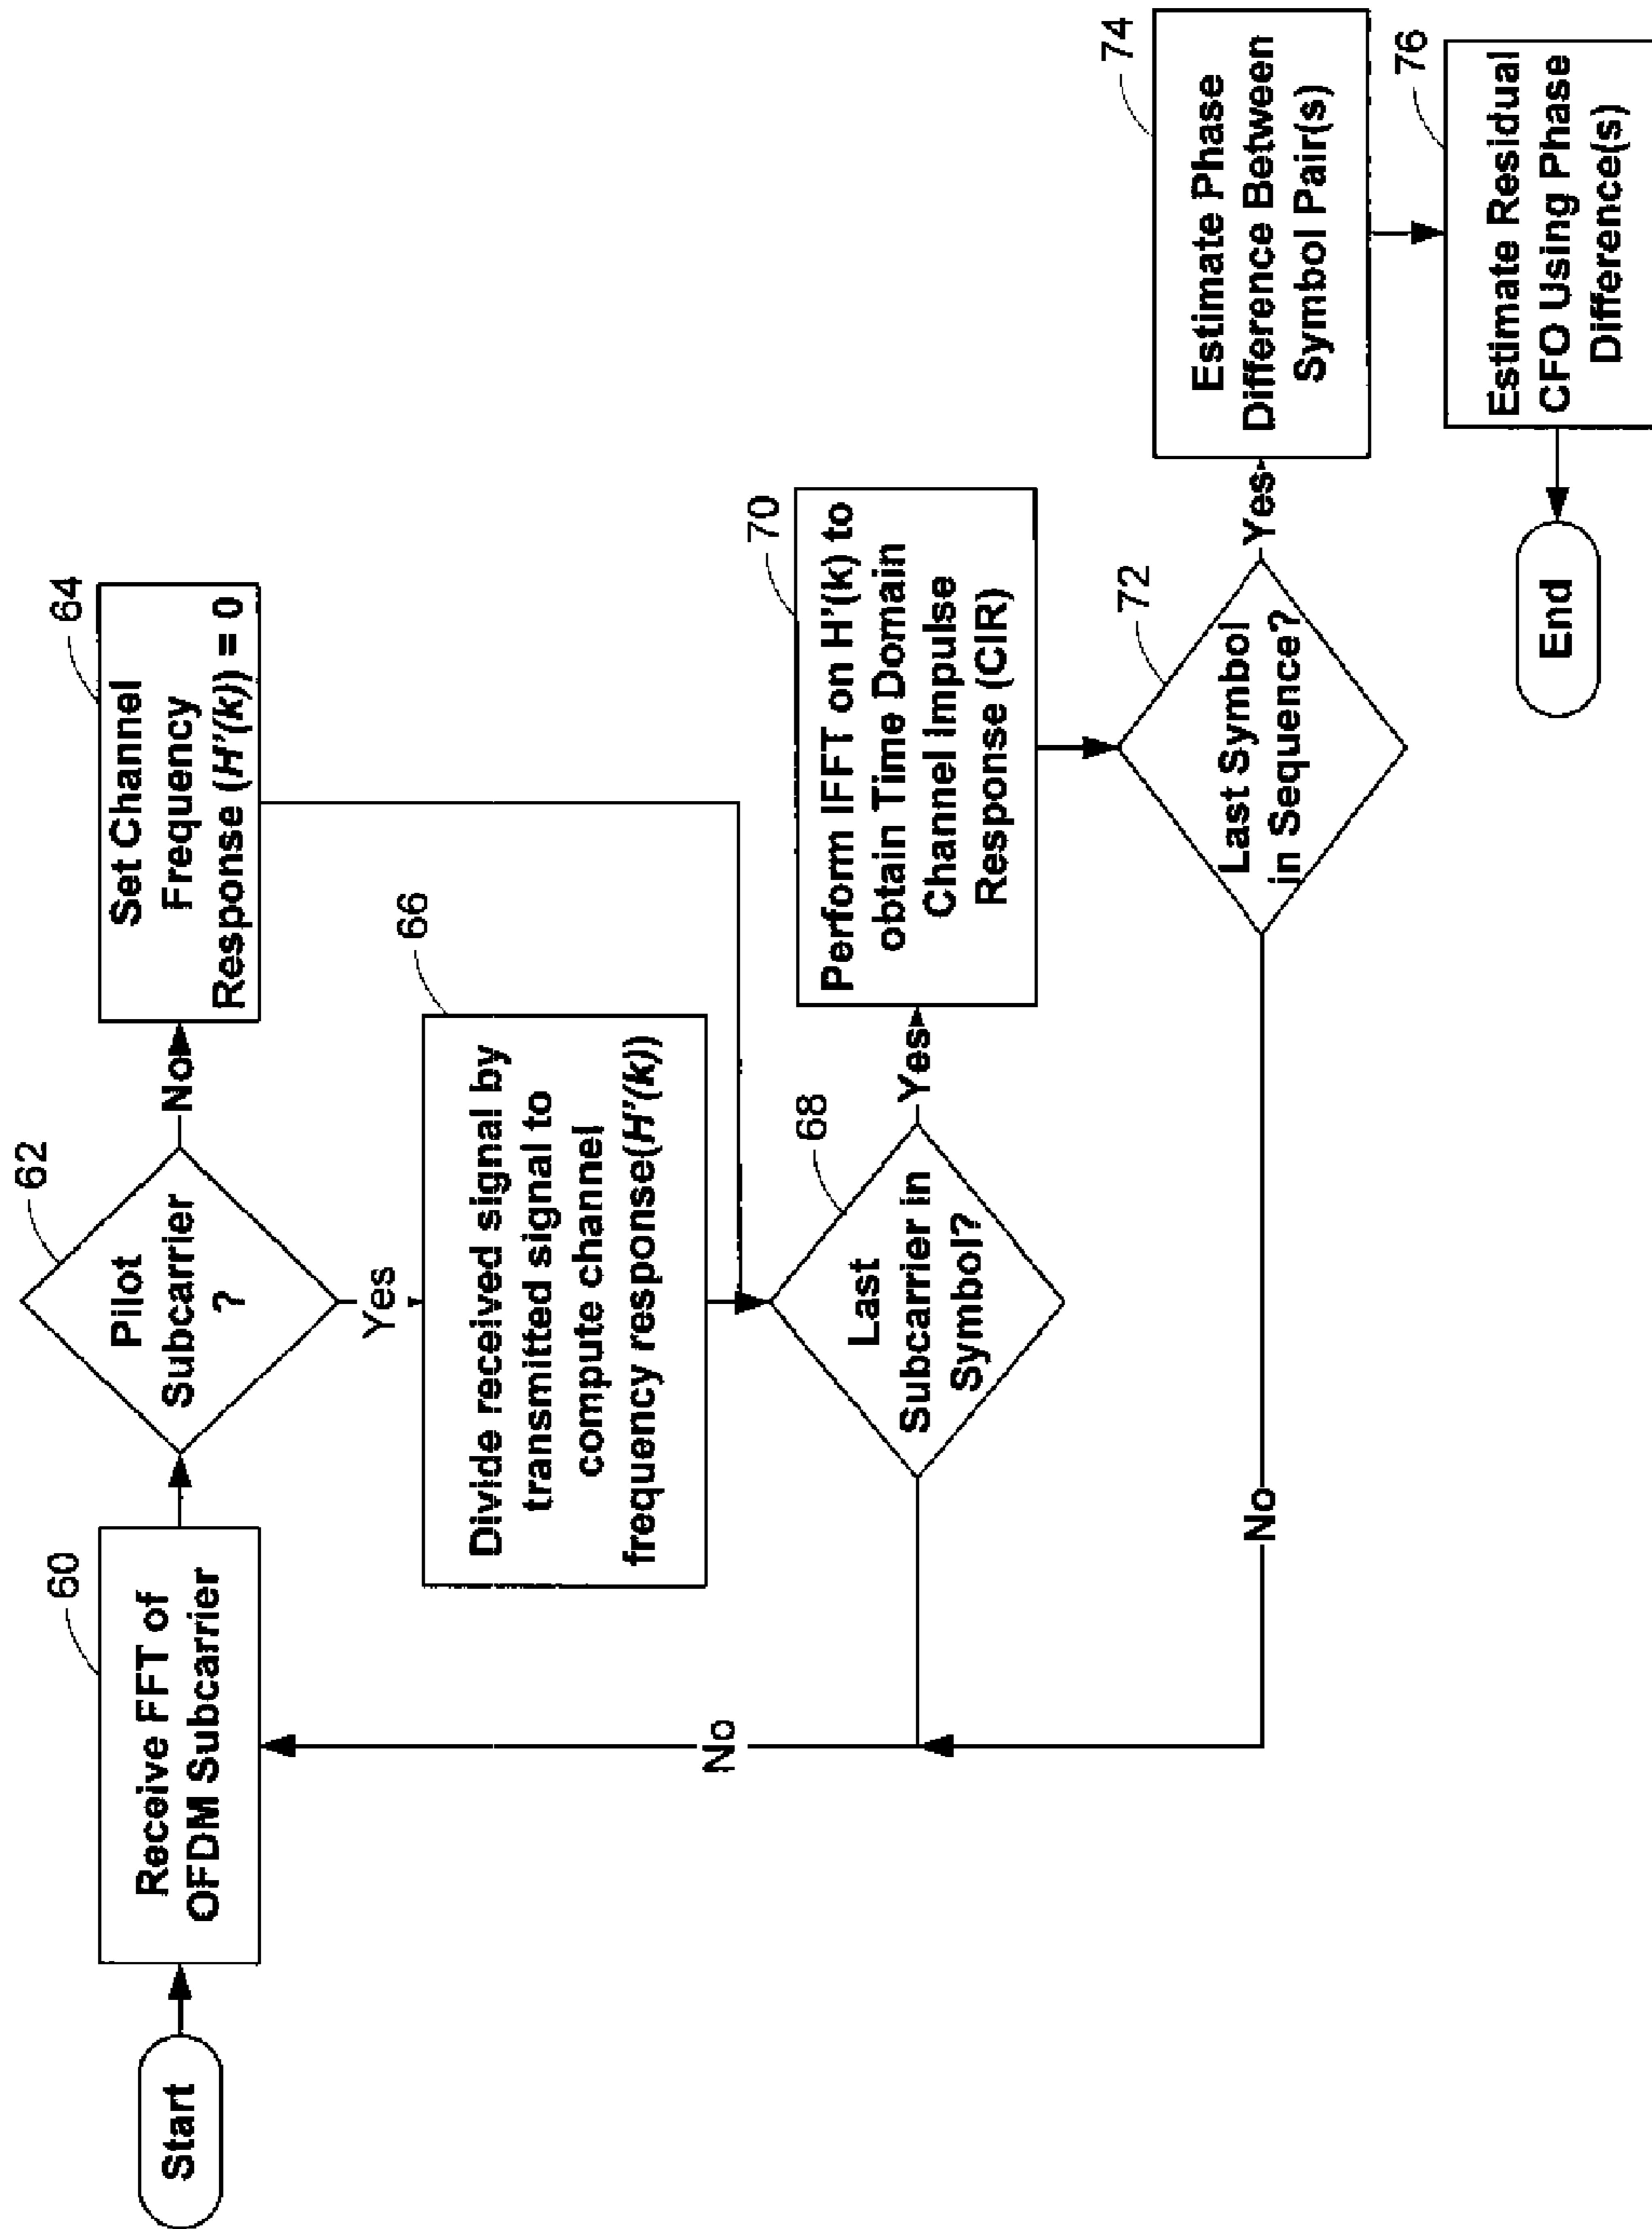 Start
60
Receive FFT of
OFDM Subcarrier
62
Pilot
Subcarrier
?
No
64
Set Channel
Frequency
Response (H'(k)) = 0
Yes
66
Divide received signal by
transmitted signal to
compute channel
frequency response(H'(k))
68
Last
Subcarrier in
Symbol?
No
Yes
70
Perform IFFT on H'(k) to
obtain Time Domain
Channel Impulse
Response (CIR)
72
Last Symbol
in Sequence?
No
Yes
74
Estimate Phase
Difference Between
Symbol Pair(s)
76
Estimate Residual
CFO Using Phase
Difference(s)
End